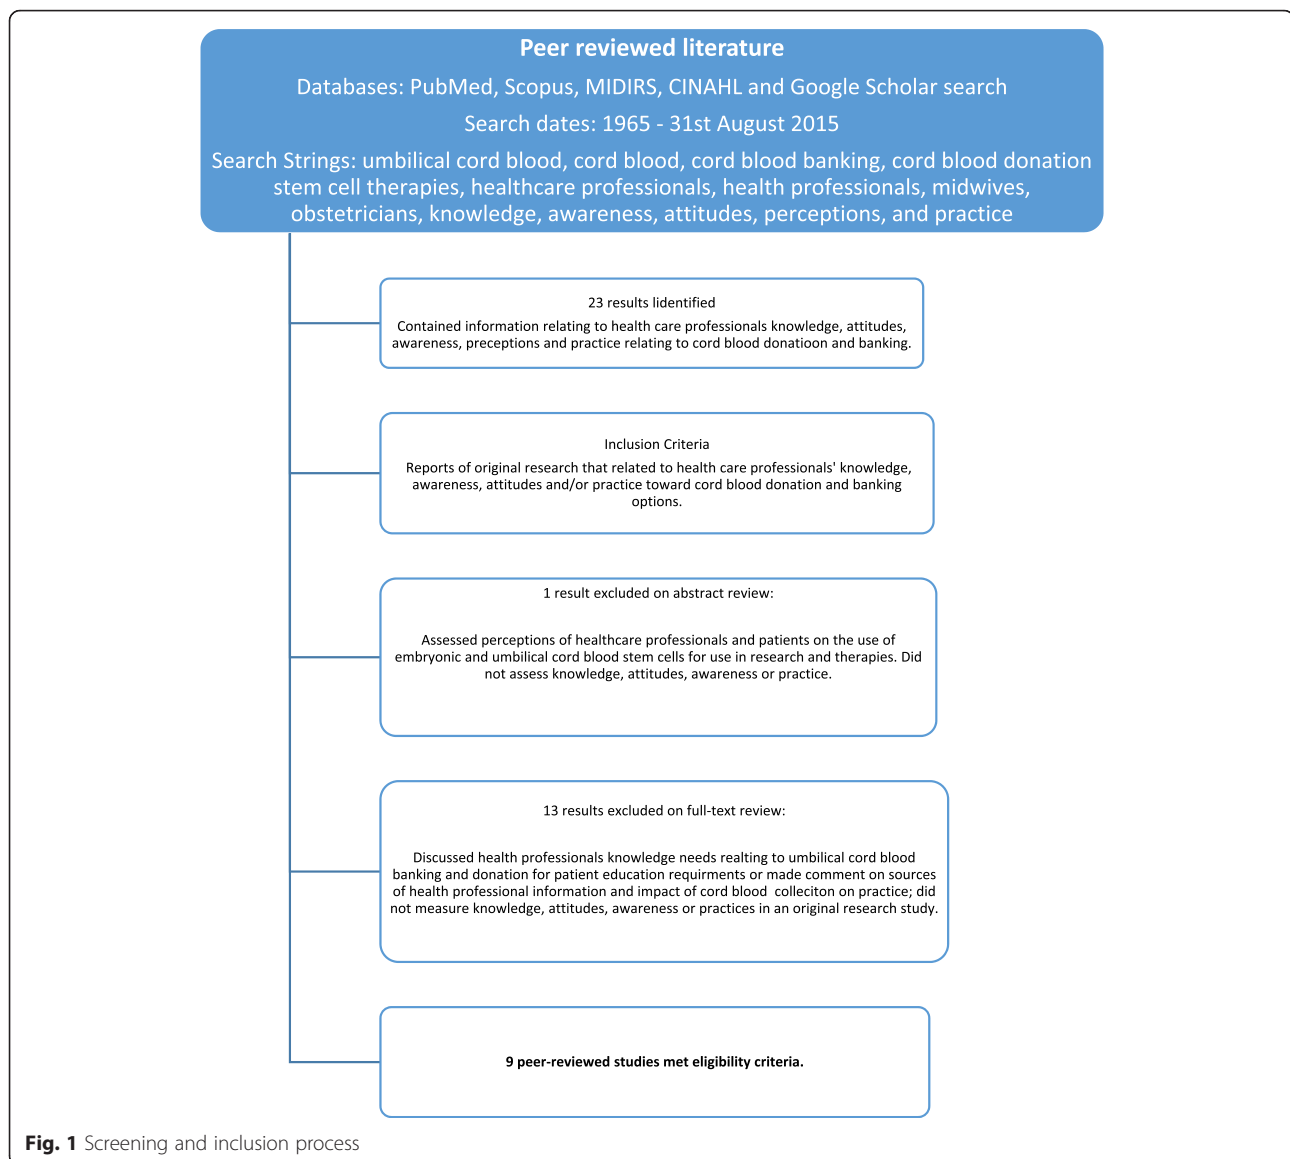 Peer reviewed literature
Databases: PubMed, Scopus, MIDIRS, CINAHL and Google Scholar search
Search dates: 1965 - 31st August 2015
Search Strings: umbilical cord blood, cord blood, cord blood banking, cord blood donation
stem cell therapies, healthcare professionals, health professionals, midwives,
obstetricians, knowledge, awareness, attitudes, perceptions, and practice
23 results lidentified
Contained information relating to health care professionals knowledge, attitudes,
awareness, preceptions and practice relating to cord blood donatioon and banking.
Inclusion Criteria
Reports of original research that related to health care professionals' knowledge,
awareness, attitudes and/or practice toward cord blood donation and banking
options.
1 result excluded on abstract review:
Assessed perceptions of healthcare professionals and patients on the use of
embryonic and umbilical cord blood stem cells for use in research and therapies. Did
not assess knowledge, attitudes, awareness or practice.
13 results excluded on full-text review:
Discussed health professionals knowledge needs realting to umbilical cord blood
banking and donation for patient education requirments or made comment on sources
of health professional information and impact of cord blood  colleciton on practice; did
not measure knowledge, attitudes, awareness or practices in an original research study.
9 peer-reviewed studies met eligibility criteria.
Fig. 1 Screening and inclusion process